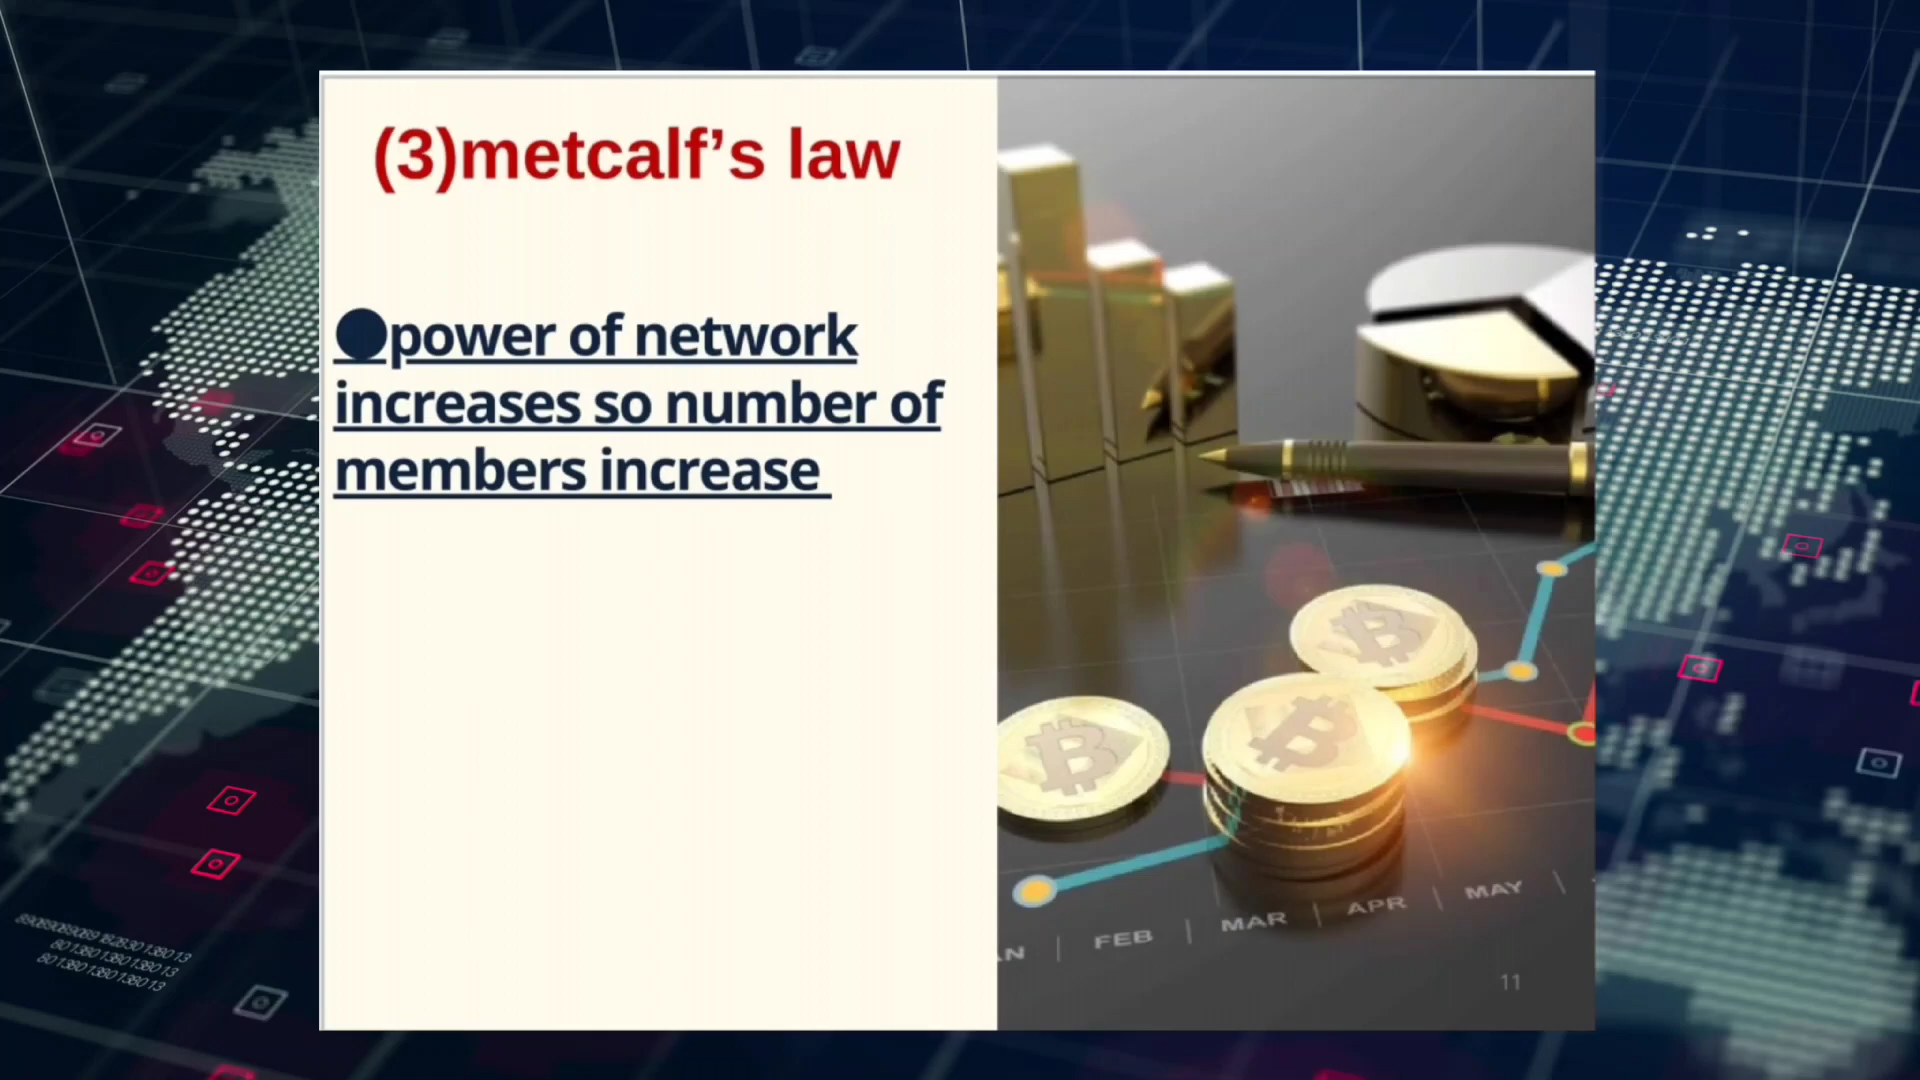 (3)metcalf’s law
●power of network
increases so number of
members increase
FEB | MAR | APR | MAY
11